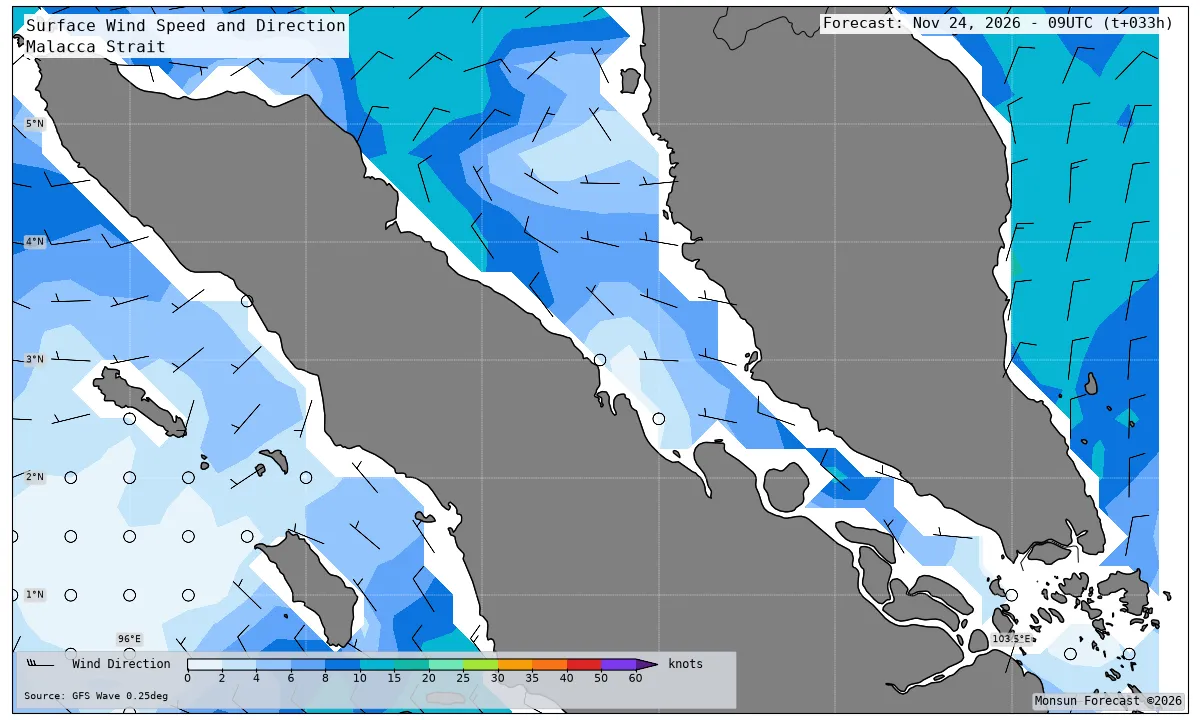 Surface Wind Speed and Direction
Malacca Strait
Forecast: Nov 24, 2026 - 09UTC (t+033h)
5°N
4°N
3°N
2°N
1°N
96°E
103.5°E
Wind Direction
0 2 4 6 8 10 15 20 25 30 35 40 50 60
knots
Source: GFS Wave 0.25deg
Monsun Forecast ©2026